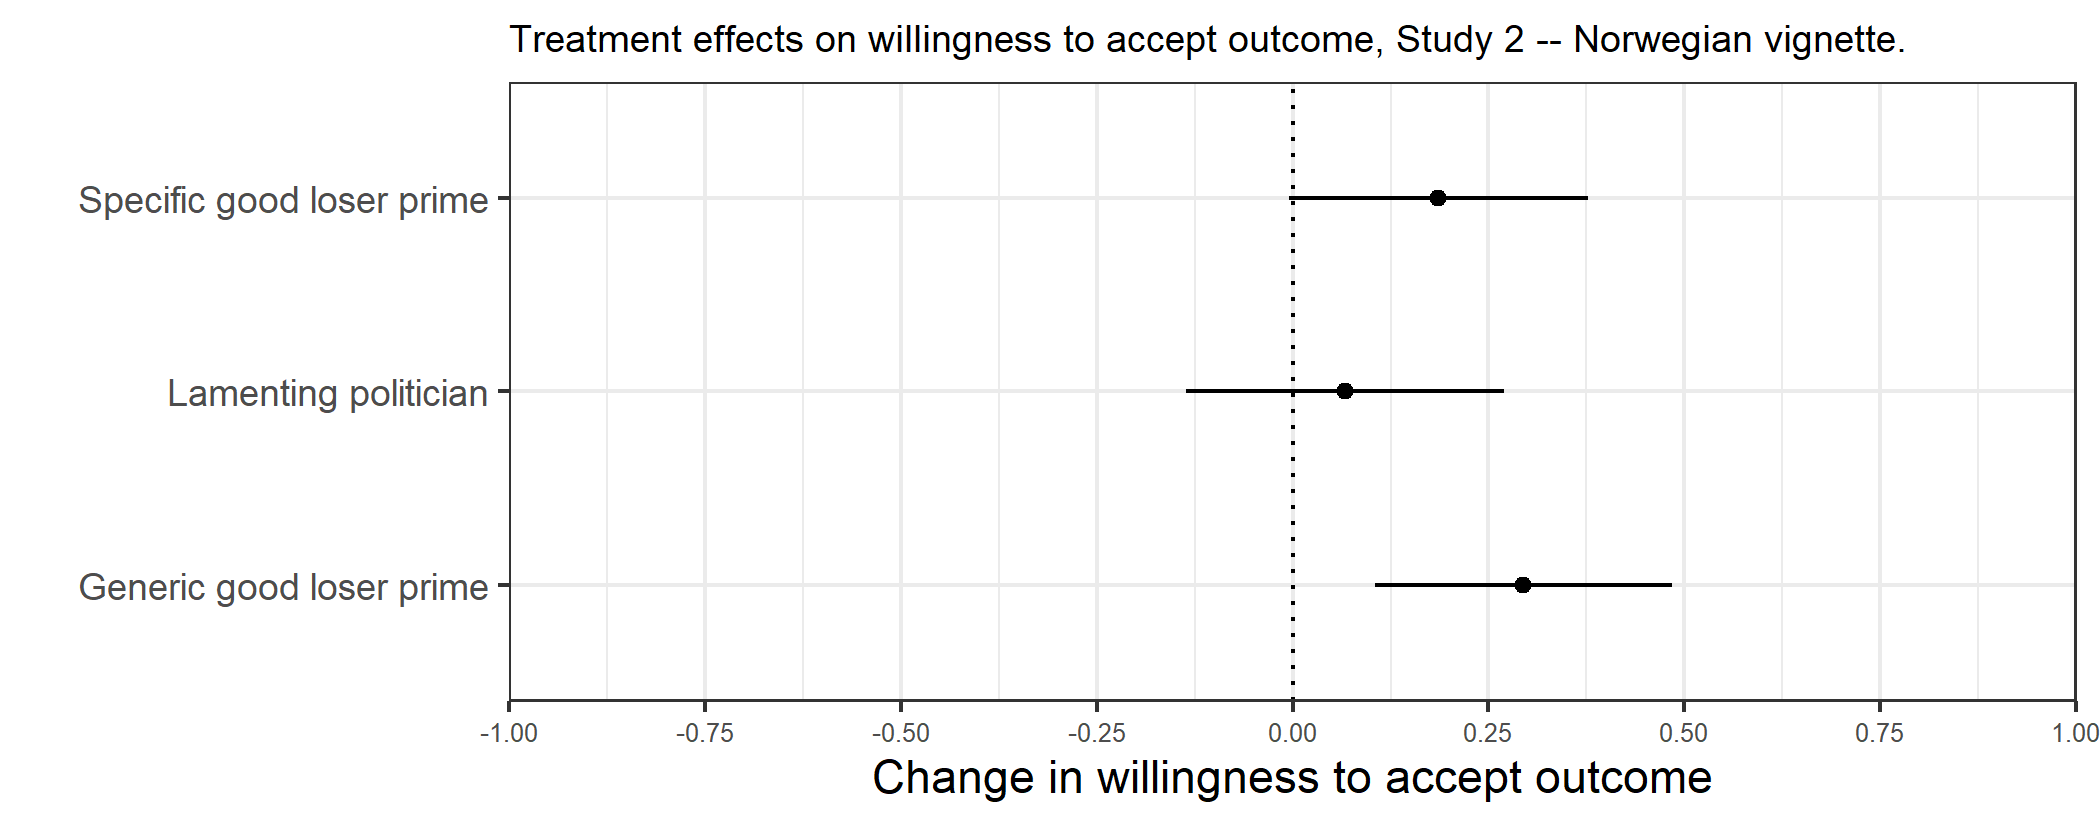 Treatment effects on willingness to accept outcome, Study 2 -- Norwegian vignette.
Specific good loser prime
Lamenting politician
Generic good loser prime
-1.00 -0.75 -0.50 -0.25 0.00 0.25 0.50 0.75 1.00
Change in willingness to accept outcome